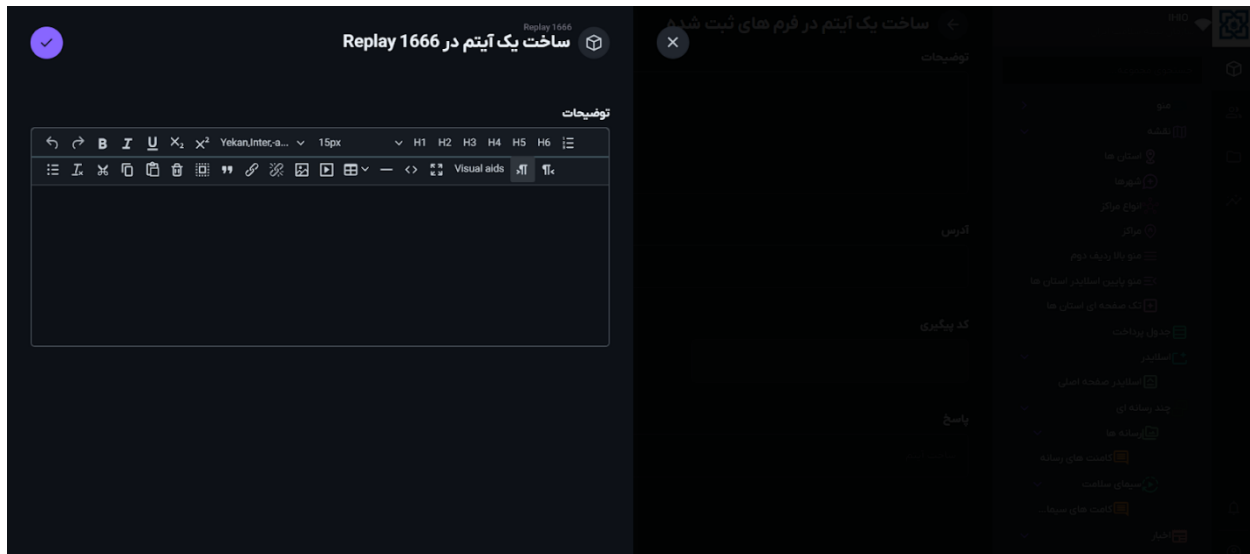 Replay 1666
ساخت یک آیتم در Replay 1666
توضیحات
B I U X₂ X² Yekan,Inter,-a... 15px H1 H2 H3 H4 H5 H6
Visual aids
ساخت یک آیتم در فرم های ثبت شده
توضیحات
آدرس
کد پیگیری
پاسخ
منو
نقشه
استان ها
شهرها
انواع مراکز
مراکز
منو بالا ردیف دوم
منو پایین اسلایدر استان ها
تک صفحه ای استان ها
جدول پرداخت
اسلایدر
اسلایدر صفحه اصلی
چند رسانه ای
رسانه ها
کامنت های رسانه
سیمای سلامت
کامنت های سیما...
اخبار